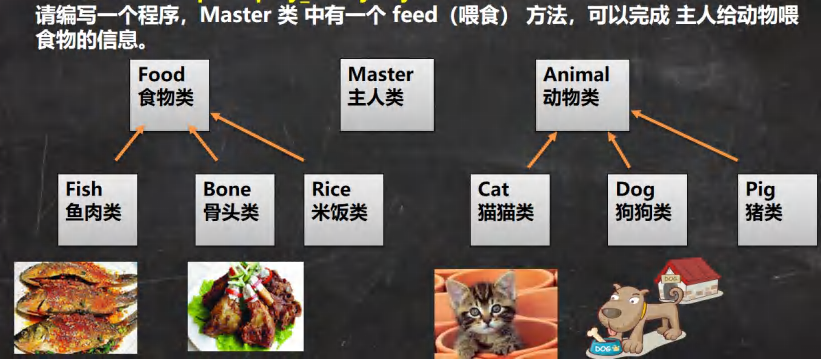 请编写一个程序，Master 类 中有一个 feed（喂食） 方法，可以完成 主人给动物喂
食物的信息。
Food
食物类
Master
主人类
Animal
动物类
Fish
鱼肉类
Bone
骨头类
Rice
米饭类
Cat
猫猫类
Dog
狗狗类
Pig
猪类
DOG
DOG